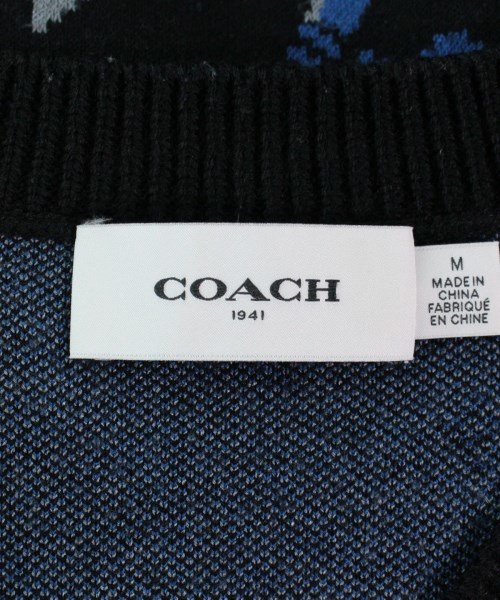 COACH
1941
M
MADE IN
CHINA
FABRIQUÉ
EN CHINE